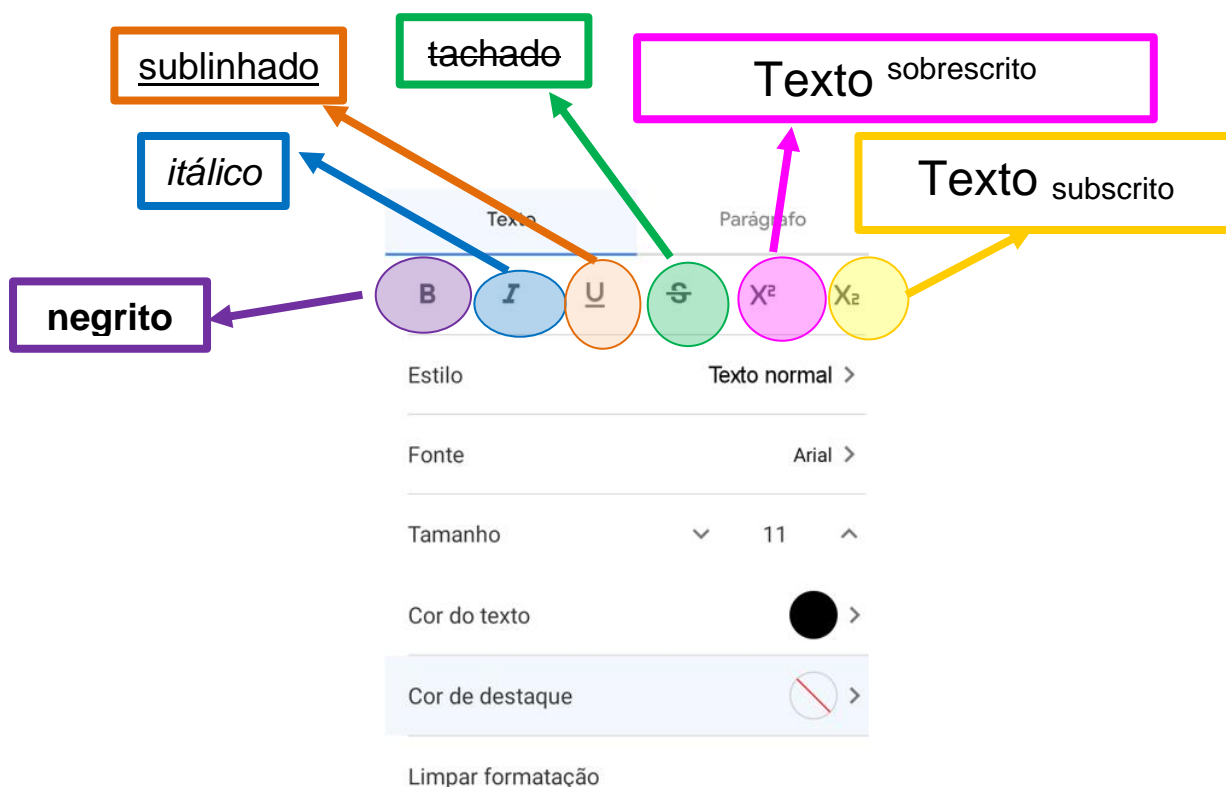 sublinhado
tachado
Texto sobrescrito
itálico
Texto subscrito
Texto
Parágrafo
negrito
B I U S X² X₂
Estilo Texto normal >
Fonte Arial >
Tamanho 11
Cor do texto >
Cor de destaque >
Limpar formatação